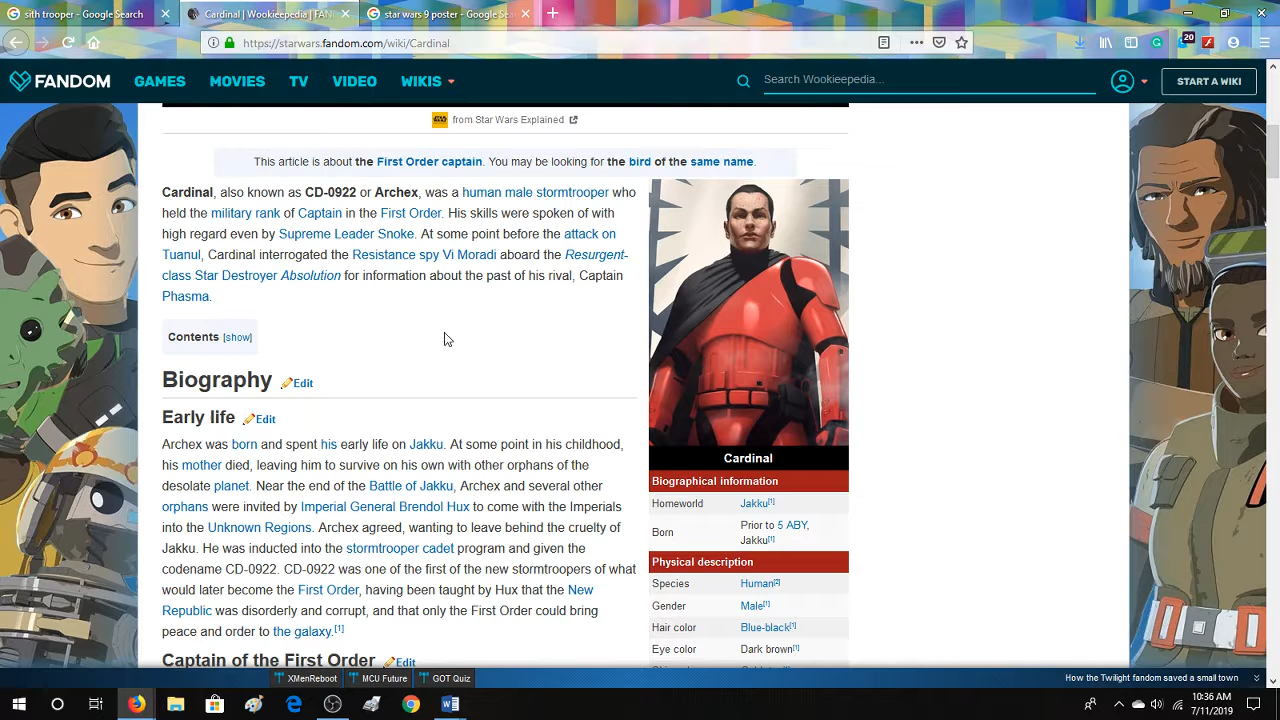 sith trooper - Google Search
Cardinal | Wookieepedia | FAN
star wars 9 poster - Google Sea
https://starwars.fandom.com/wiki/Cardinal
20
FANDOM
GAMES
MOVIES
TV
VIDEO
WIKIS
Search Wookieepedia...
START A WIKI
from Star Wars Explained
This article is about the First Order captain. You may be looking for the bird of the same name.
Cardinal, also known as CD-0922 or Archex, was a human male stormtrooper who
held the military rank of Captain in the First Order. His skills were spoken of with
high regard even by Supreme Leader Snoke. At some point before the attack on
Tuanul, Cardinal interrogated the Resistance spy Vi Moradi aboard the Resurgent-
class Star Destroyer Absolution for information about the past of his rival, Captain
Phasma.
Contents [show]
Biography Edit
Early life Edit
Archex was born and spent his early life on Jakku. At some point in his childhood,
his mother died, leaving him to survive on his own with other orphans of the
desolate planet. Near the end of the Battle of Jakku, Archex and several other
orphans were invited by Imperial General Brendol Hux to come with the Imperials
into the Unknown Regions. Archex agreed, wanting to leave behind the cruelty of
Jakku. He was inducted into the stormtrooper cadet program and given the
codename CD-0922. CD-0922 was one of the first of the new stormtroopers of what
would later become the First Order, having been taught by Hux that the New
Republic was disorderly and corrupt, and that only the First Order could bring
peace and order to the galaxy.[1]
Captain of the First Order Edit
Cardinal
Biographical information
Homeworld Jakku[1]
Born Prior to 5 ABY,
Jakku[1]
Physical description
Species Human[2]
Gender Male[1]
Hair color Blue-black[1]
Eye color Dark brown[1]
XMenReboot
MCU Future
GOT Quiz
How the Twilight fandom saved a small town
10:36 AM
7/11/2019